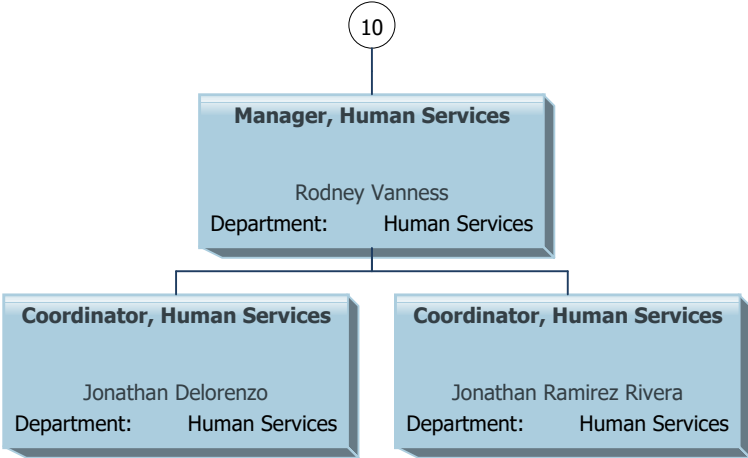 10
Manager, Human Services
Rodney Vanness
Department: Human Services
Coordinator, Human Services
Jonathan Delorenzo
Department: Human Services
Coordinator, Human Services
Jonathan Ramirez Rivera
Department: Human Services